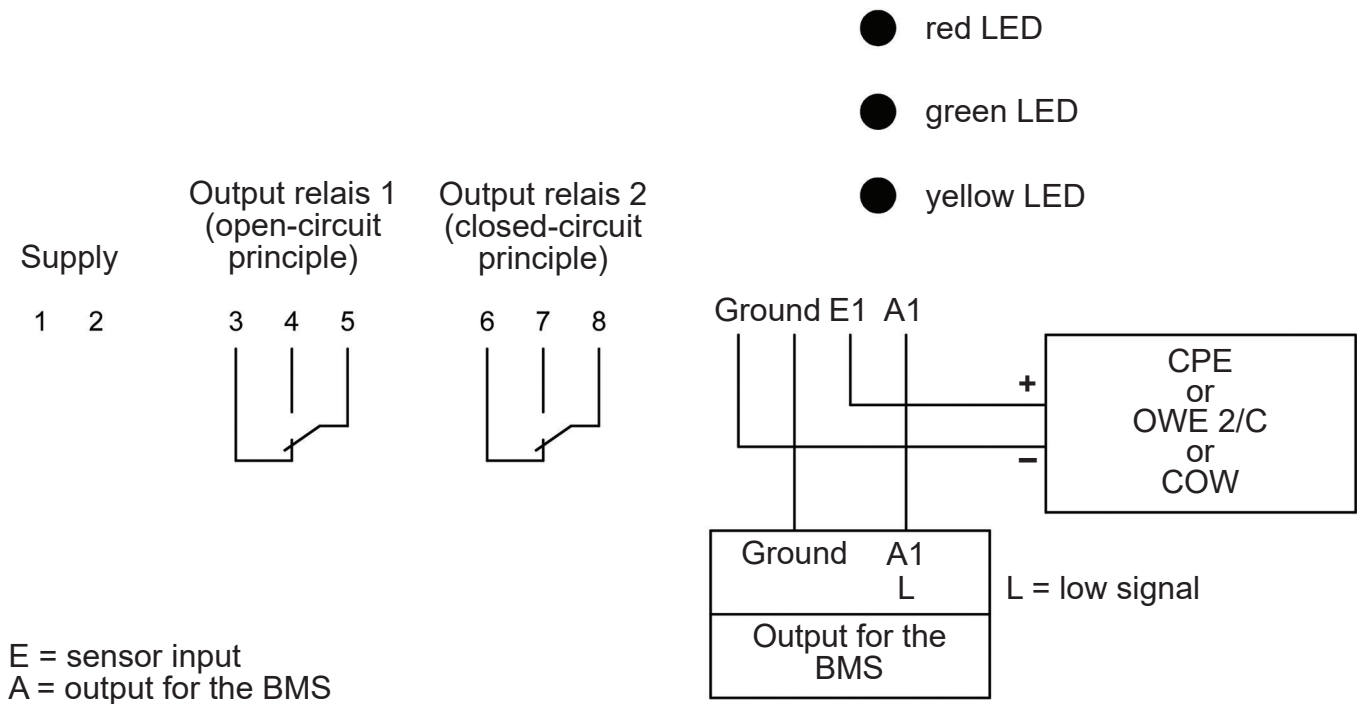 red LED
green LED
yellow LED
Supply
1 2
Output relais 1
(open-circuit
principle)
3 4 5
Output relais 2
(closed-circuit
principle)
6 7 8
Ground E1 A1
+
–
CPE
or
OWE 2/C
or
COW
Ground A1
L
Output for the
BMS
L = low signal
E = sensor input
A = output for the BMS